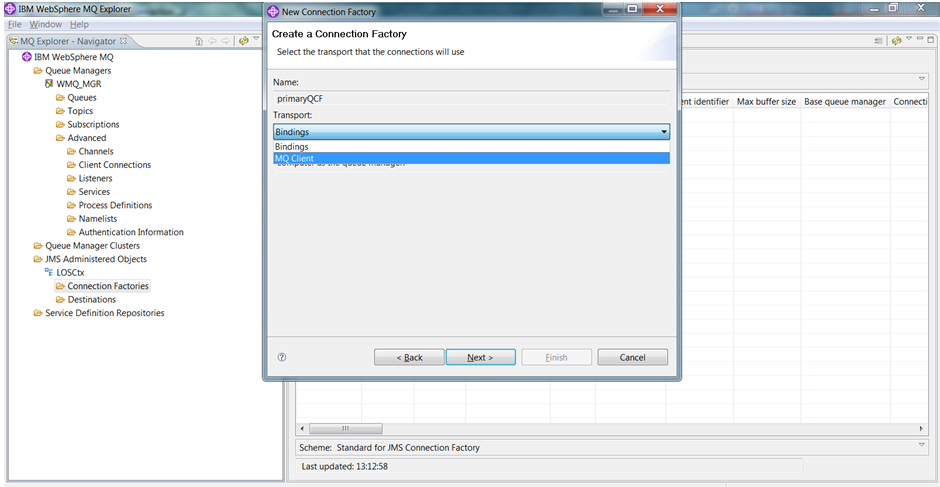 IBM WebSphere MQ Explorer
File Window Help
MQ Explorer - Navigator
IBM WebSphere MQ
Queue Managers
WMQ_MGR
Queues
Topics
Subscriptions
Advanced
Channels
Client Connections
Listeners
Services
Process Definitions
Namelists
Authentication Information
Queue Manager Clusters
JMS Administered Objects
LOSCtx
Connection Factories
Destinations
Service Definition Repositories
New Connection Factory
Create a Connection Factory
Select the transport that the connections will use
Name:
primaryQCF
Transport:
Bindings
Bindings
MQ Client
computer as the queue manager.
< Back Next > Finish Cancel
identifier Max buffer size Base queue manager Connecti
Scheme: Standard for JMS Connection Factory
Last updated: 13:12:58